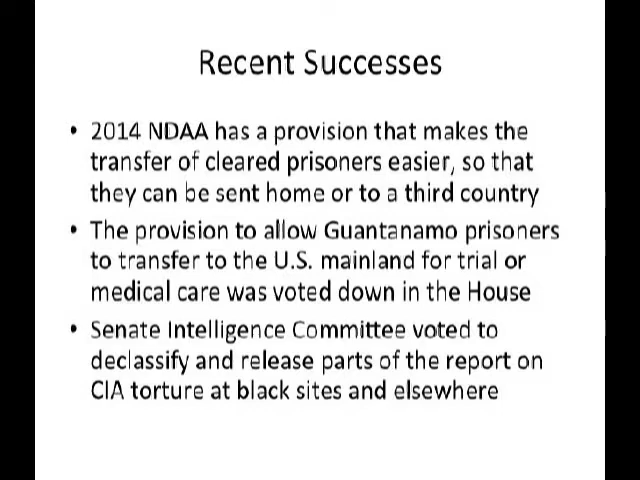 Recent Successes
• 2014 NDAA has a provision that makes the
transfer of cleared prisoners easier, so that
they can be sent home or to a third country
• The provision to allow Guantanamo prisoners
to transfer to the U.S. mainland for trial or
medical care was voted down in the House
• Senate Intelligence Committee voted to
declassify and release parts of the report on
CIA torture at black sites and elsewhere